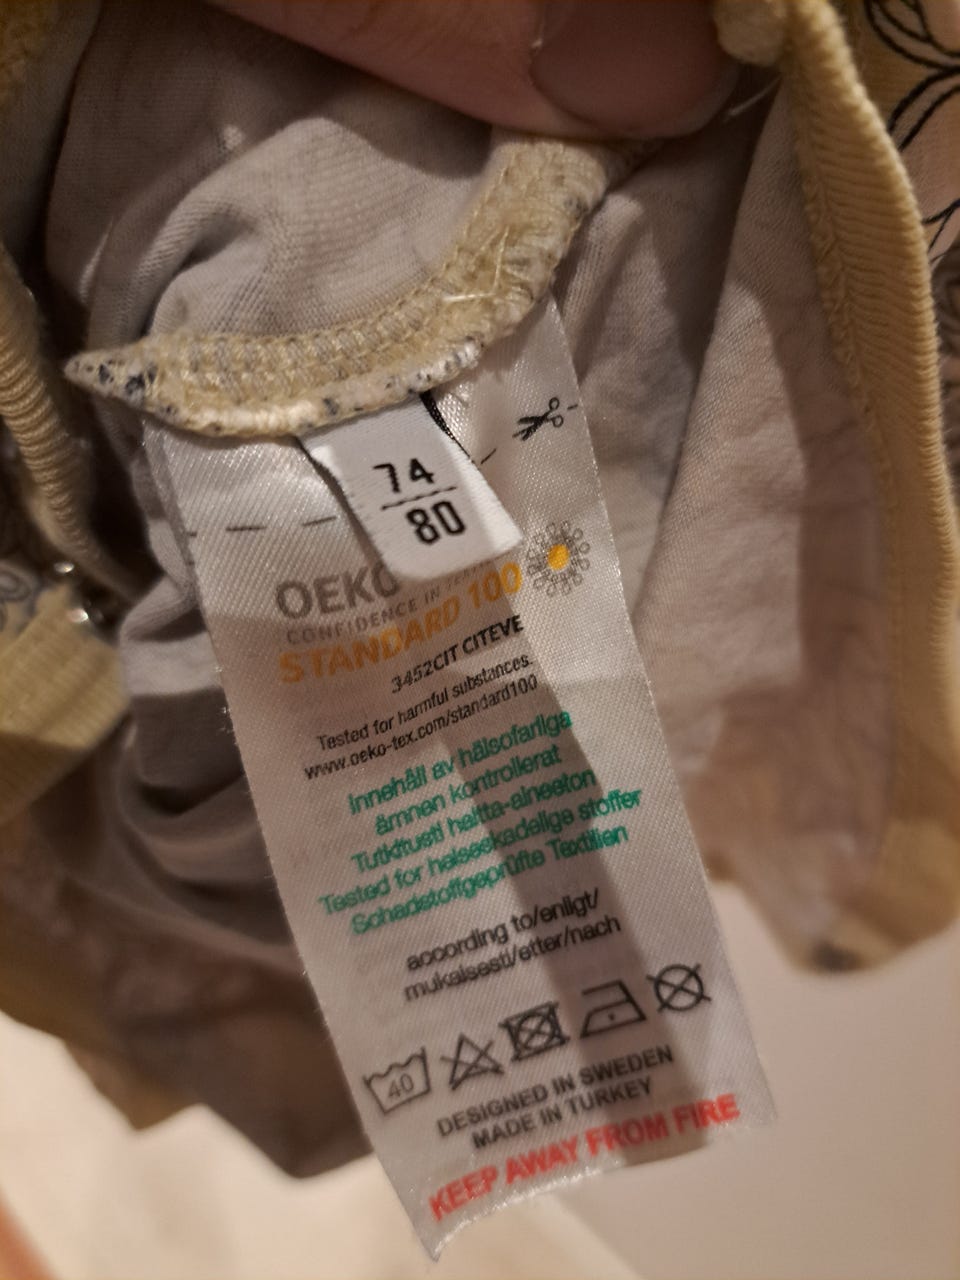 74
80
OEKO
CONFIDENCE IN
STANDARD 100
3452CIT CITEVE
Tested for harmful substances.
www.oeko-tex.com/standard100
Innehåll av hälsofarliga
ämnen kontrollerat
Tutkitusti haitta-aineeton
Tested for helseskadelige stoffer
Schadstoffgeprüfte Textilien
according to/enligt/
mukaisesti/etter/nach
40
DESIGNED IN SWEDEN
MADE IN TURKEY
KEEP AWAY FROM FIRE